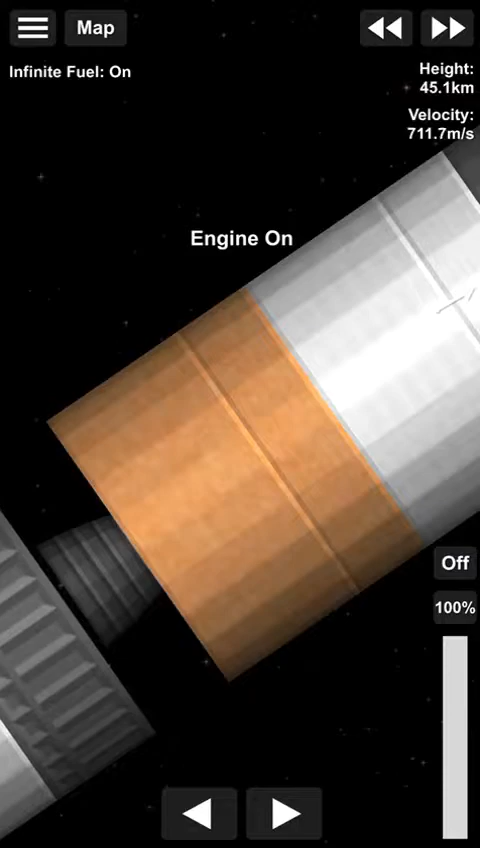 Map
Infinite Fuel: On
Height:
45.1km
Velocity:
711.7m/s
Engine On
Off
100%